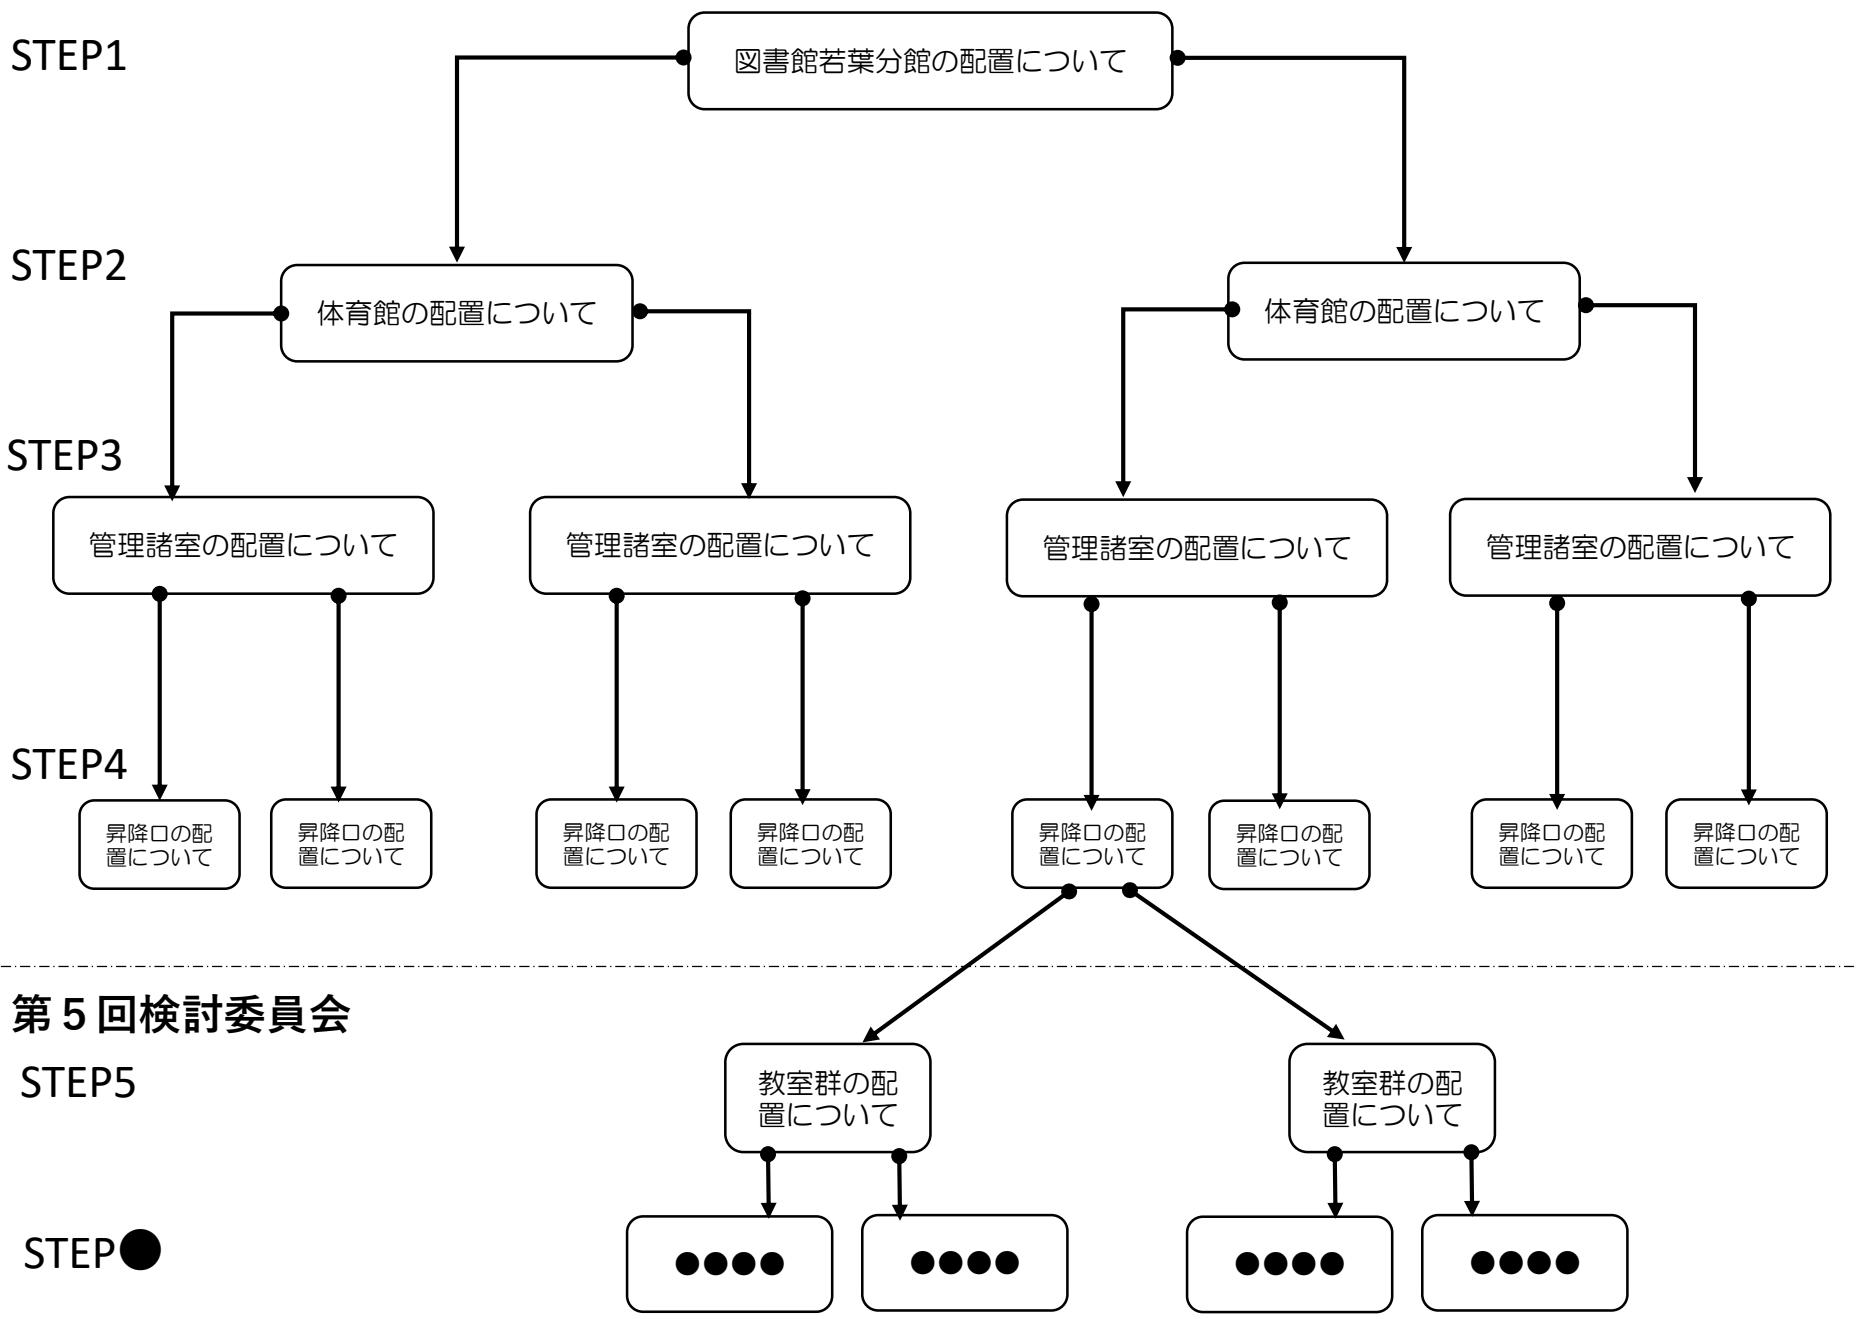 STEP1
図書館若葉分館の配置について
STEP2
体育館の配置について
体育館の配置について
STEP3
管理諸室の配置について
管理諸室の配置について
管理諸室の配置について
管理諸室の配置について
STEP4
昇降口の配
置について
昇降口の配
置について
昇降口の配
置について
昇降口の配
置について
昇降口の配
置について
昇降口の配
置について
昇降口の配
置について
昇降口の配
置について
第５回検討委員会
STEP5
教室群の配
置について
教室群の配
置について
STEP●
●●●●
●●●●
●●●●
●●●●